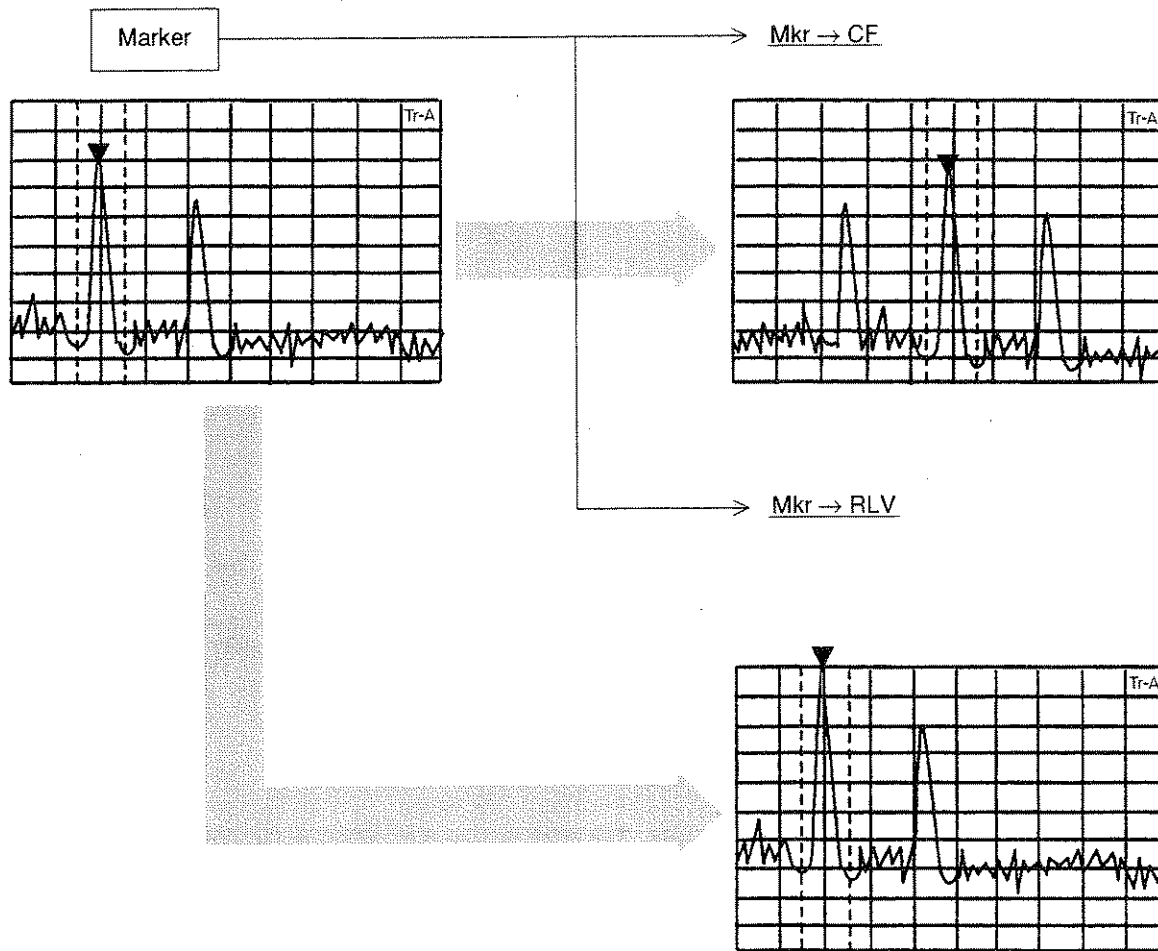 Marker
Mkr → CF
Tr-A
Tr-A
Mkr → RLV
Tr-A